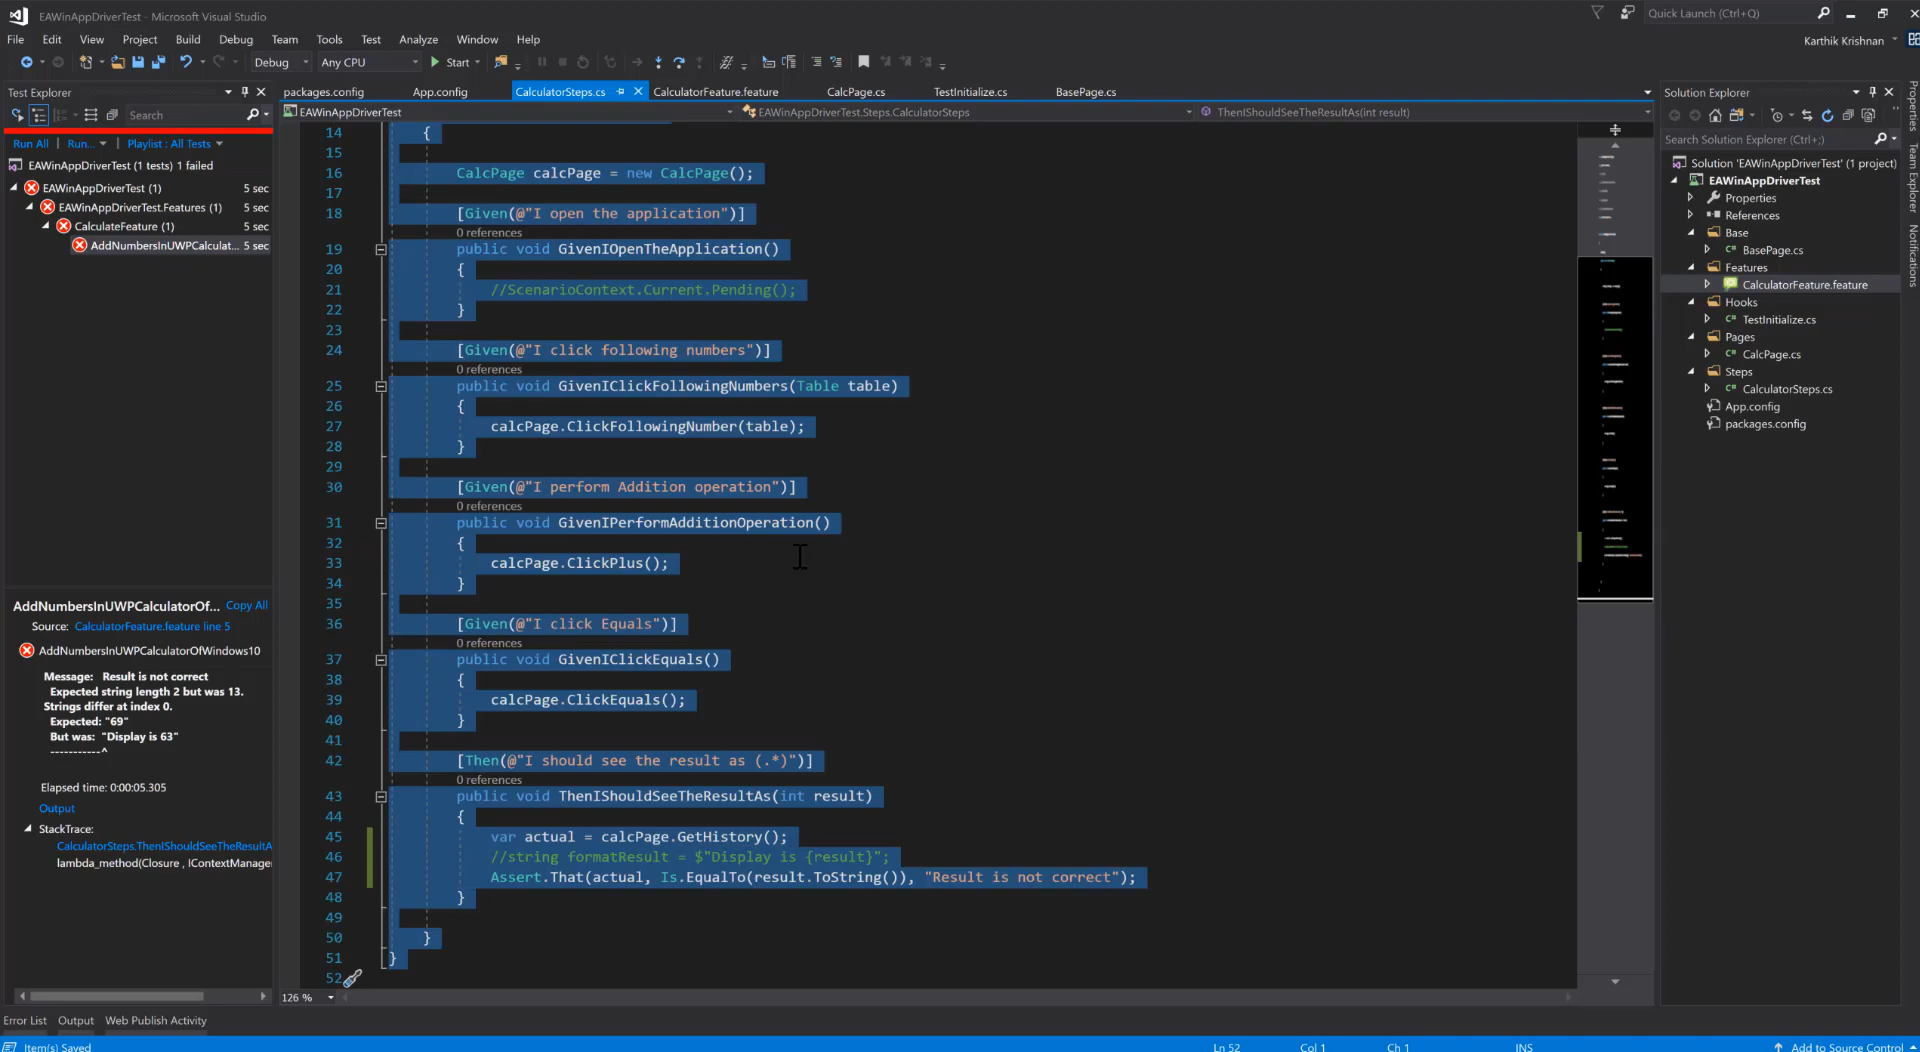 EAWinAppDriverTest - Microsoft Visual Studio
Quick Launch (Ctrl+Q)
File Edit View Project Build Debug Team Tools Test Analyze Window Help
Karthik Krishnan
Debug Any CPU Start
Test Explorer
Search
Run All Run... Playlist : All Tests
EAWinAppDriverTest (1 tests) 1 failed
EAWinAppDriverTest (1) 5 sec
EAWinAppDriverTest.Features (1) 5 sec
CalculateFeature (1) 5 sec
AddNumbersInUWPCalculat... 5 sec
AddNumbersInUWPCalculatorOf... Copy All
Source: CalculatorFeature.feature line 5
AddNumbersInUWPCalculatorOfWindows10
Message: Result is not correct
Expected string length 2 but was 13.
Strings differ at index 0.
Expected: "69"
But was: "Display is 63"
-----------^
Elapsed time: 0:00:05.305
Output
StackTrace:
CalculatorSteps.ThenIShouldSeeTheResultA
lambda_method(Closure , IContextManager
packages.config App.config CalculatorSteps.cs CalculatorFeature.feature CalcPage.cs TestInitialize.cs BasePage.cs
EAWinAppDriverTest EAWinAppDriverTest.Steps.CalculatorSteps ThenIShouldSeeTheResultAs(int result)
14 {
15
16 CalcPage calcPage = new CalcPage();
17
18 [Given(@"I open the application")]
0 references
19 public void GivenIOpenTheApplication()
20 {
21 //ScenarioContext.Current.Pending();
22 }
23
24 [Given(@"I click following numbers")]
0 references
25 public void GivenIClickFollowingNumbers(Table table)
26 {
27 calcPage.ClickFollowingNumber(table);
28 }
29
30 [Given(@"I perform Addition operation")]
0 references
31 public void GivenIPerformAdditionOperation()
32 {
33 calcPage.ClickPlus();
34 }
35
36 [Given(@"I click Equals")]
0 references
37 public void GivenIClickEquals()
38 {
39 calcPage.ClickEquals();
40 }
41
42 [Then(@"I should see the result as (.*)")]
0 references
43 public void ThenIShouldSeeTheResultAs(int result)
44 {
45 var actual = calcPage.GetHistory();
46 //string formatResult = $"Display is {result}";
47 Assert.That(actual, Is.EqualTo(result.ToString()), "Result is not correct");
48 }
49
50 }
51 }
52
126 %
Solution Explorer
Search Solution Explorer (Ctrl+;)
Solution 'EAWinAppDriverTest' (1 project)
EAWinAppDriverTest
Properties
References
Base
C# BasePage.cs
Features
CalculatorFeature.feature
Hooks
C# TestInitialize.cs
Pages
C# CalcPage.cs
Steps
C# CalculatorSteps.cs
App.config
packages.config
Properties
Team Explorer
Notifications
Error List Output Web Publish Activity
Item(s) Saved Ln 52 Col 1 Ch 1 INS Add to Source Control